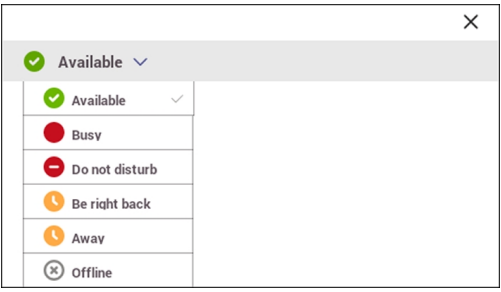 Available
Available
Busy
Do not disturb
Be right back
Away
Offline